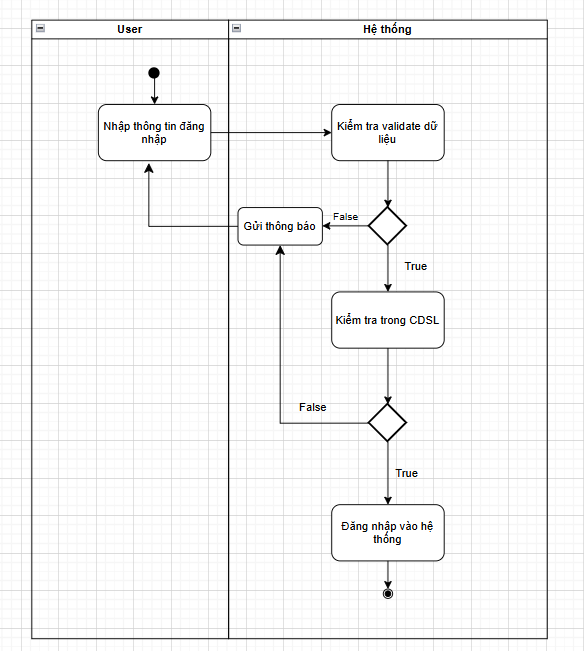 User
Hệ thống
Nhập thông tin đăng
nhập
Kiểm tra validate dữ
liệu
Gửi thông báo
False
True
Kiểm tra trong CDSL
False
True
Đăng nhập vào hệ
thống